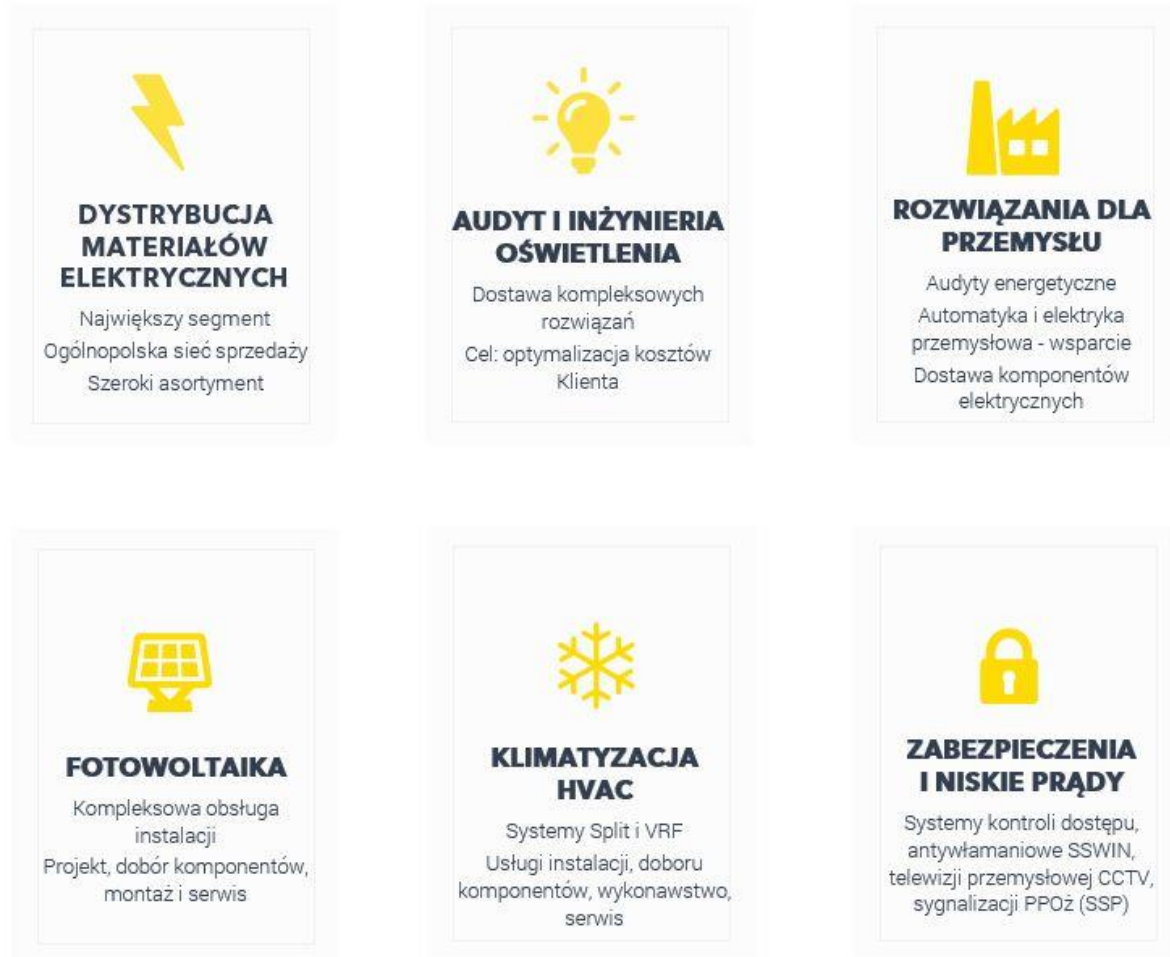 DYSTRYBUCJA
MATERIAŁÓW
ELEKTRYCZNYCH
Największy segment
Ogólnopolska sieć sprzedaży
Szeroki asortyment
AUDYT I INŻYNIERIA
OŚWIETLENIA
Dostawa kompleksowych
rozwiązań
Cel: optymalizacja kosztów
Klienta
ROZWIĄZANIA DLA
PRZEMYSŁU
Audyty energetyczne
Automatyka i elektryka
przemysłowa - wsparcie
Dostawa komponentów
elektrycznych
FOTOWOLTAIKA
Kompleksowa obsługa
instalacji
Projekt, dobór komponentów,
montaż i serwis
KLIMATYZACJA
HVAC
Systemy Split i VRF
Usługi instalacji, doboru
komponentów, wykonawstwo,
serwis
ZABEZPIECZENIA
I NISKIE PRĄDY
Systemy kontroli dostępu,
antywłamaniowe SSWIN,
telewizji przemysłowej CCTV,
sygnalizacji PPOż (SSP)